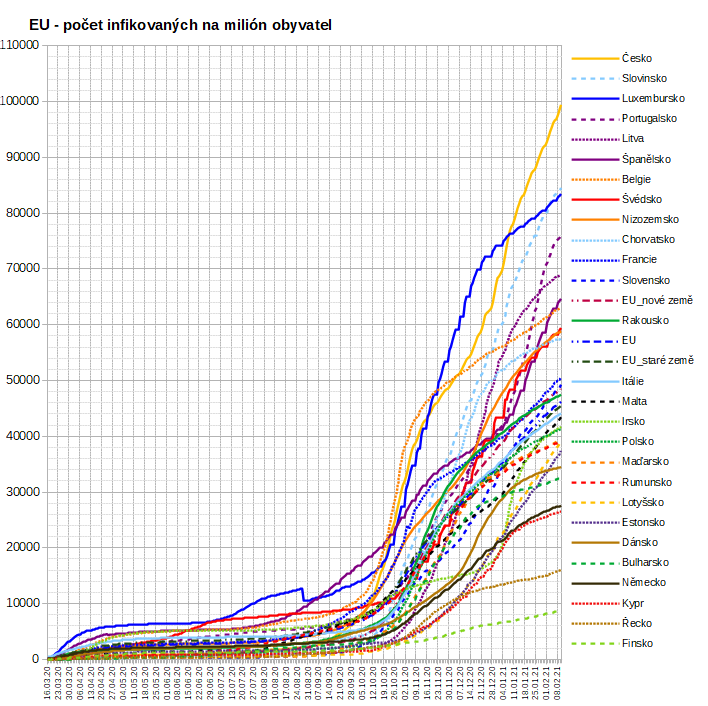 EU - počet infikovaných na milión obyvatel
110000
100000
90000
80000
70000
60000
50000
40000
30000
20000
10000
0
16.03.20
23.03.20
30.03.20
06.04.20
13.04.20
20.04.20
27.04.20
04.05.20
11.05.20
18.05.20
25.05.20
01.06.20
08.06.20
15.06.20
22.06.20
29.06.20
06.07.20
13.07.20
20.07.20
27.07.20
03.08.20
10.08.20
17.08.20
24.08.20
31.08.20
07.09.20
14.09.20
21.09.20
28.09.20
05.10.20
12.10.20
19.10.20
26.10.20
02.11.20
09.11.20
16.11.20
23.11.20
30.11.20
07.12.20
14.12.20
21.12.20
28.12.20
04.01.21
11.01.21
18.01.21
25.01.21
01.02.21
08.02.21
Česko
Slovinsko
Luxembursko
Portugalsko
Litva
Španělsko
Belgie
Švédsko
Nizozemsko
Chorvatsko
Francie
Slovensko
EU_nové země
Rakousko
EU
EU_staré země
Itálie
Malta
Irsko
Polsko
Maďarsko
Rumunsko
Lotyšsko
Estonsko
Dánsko
Bulharsko
Německo
Kypr
Řecko
Finsko